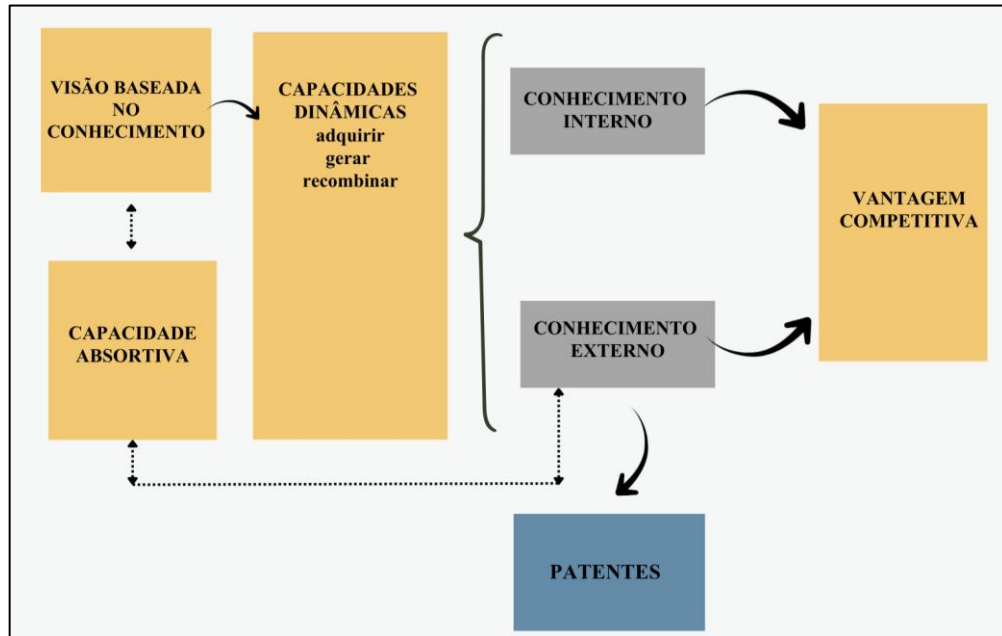 VISÃO BASEADA
NO
CONHECIMENTO
CAPACIDADES
DINÂMICAS
adquirir
gerar
recombinar
CONHECIMENTO
INTERNO
VANTAGEM
COMPETITIVA
CAPACIDADE
ABSORTIVA
CONHECIMENTO
EXTERNO
PATENTES